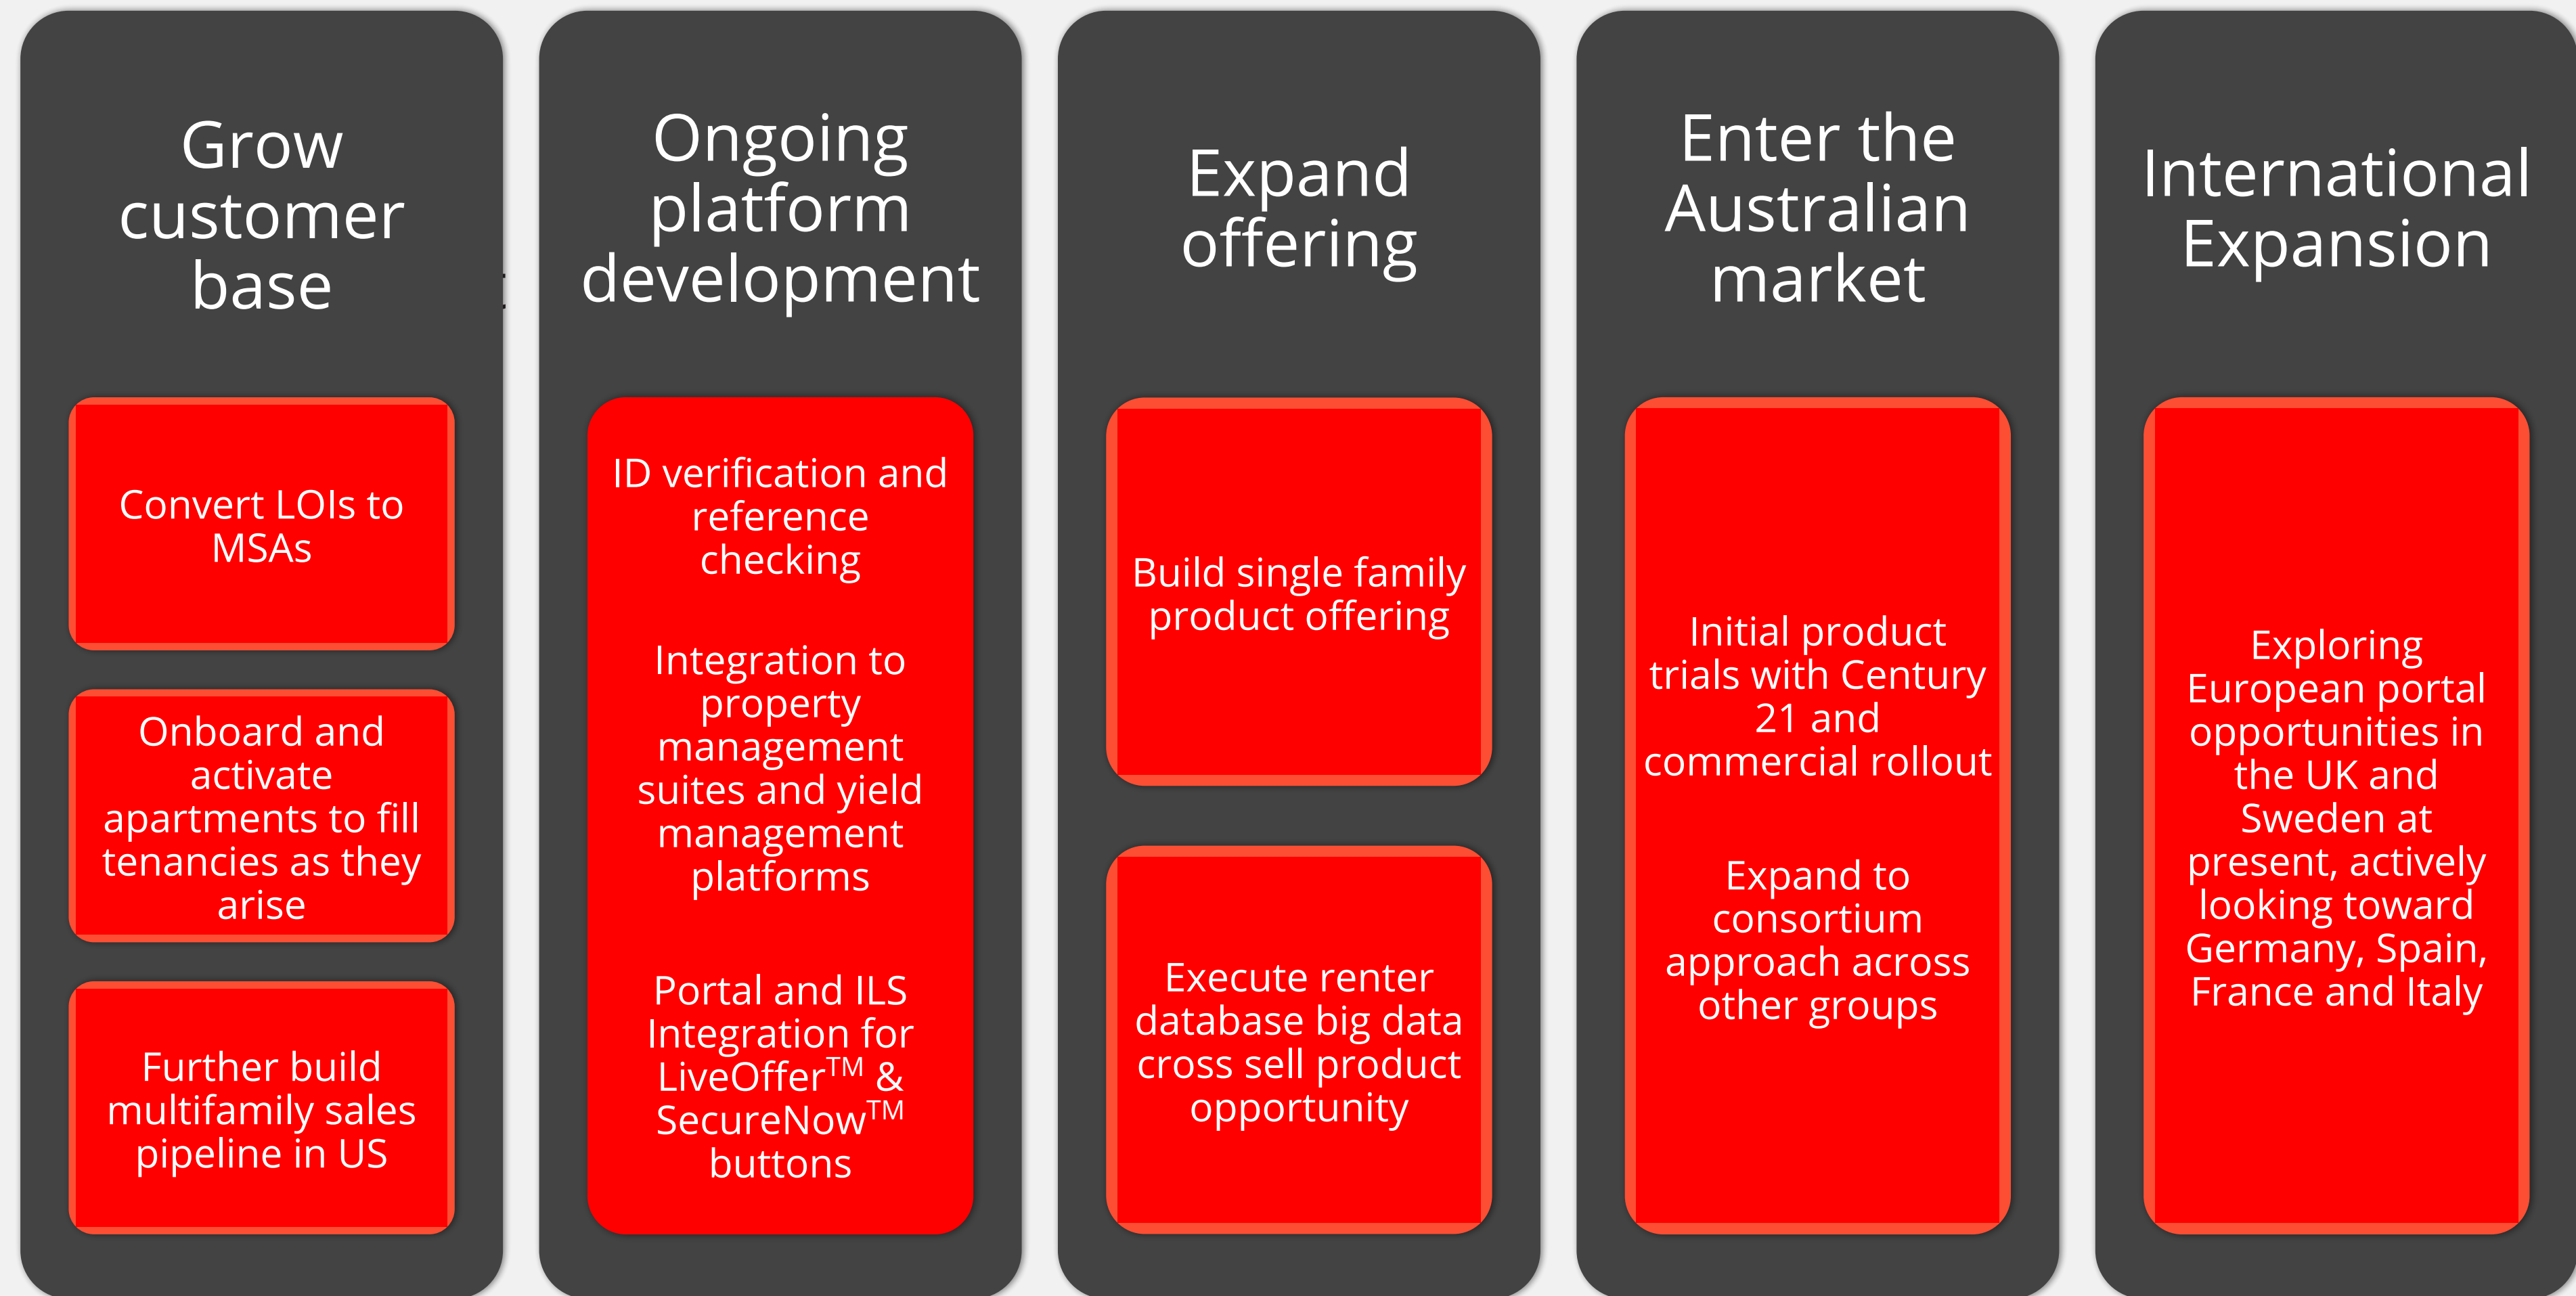 Grow
customer
base
Convert LOIs to
MSAs
Onboard and
activate
apartments to fill
tenancies as they
arise
Further build
multifamily sales
pipeline in US
Ongoing
platform
development
ID verification and
reference
checking
Integration to
property
management
suites and yield
management
platforms
Portal and ILS
Integration for
LiveOffer™ &
SecureNow™
buttons
Expand
offering
Build single family
product offering
Execute renter
database big data
cross sell product
opportunity
Enter the
Australian
market
Initial product
trials with Century
21 and
commercial rollout
Expand to
consortium
approach across
other groups
International
Expansion
Exploring
European portal
opportunities in
the UK and
Sweden at
present, actively
looking toward
Germany, Spain,
France and Italy